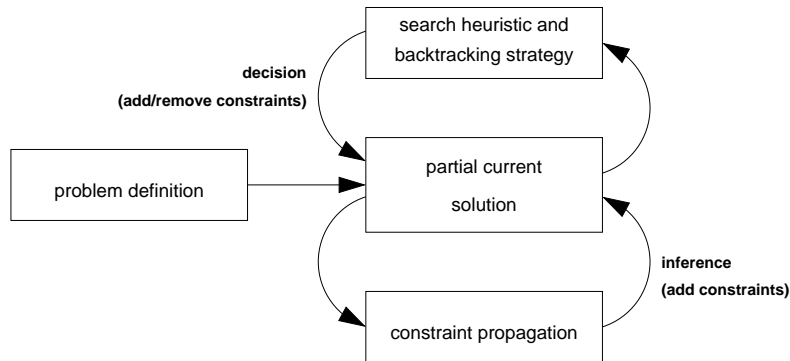 search heuristic and
backtracking strategy
decision
(add/remove constraints)
problem definition
partial current
solution
inference
(add constraints)
constraint propagation